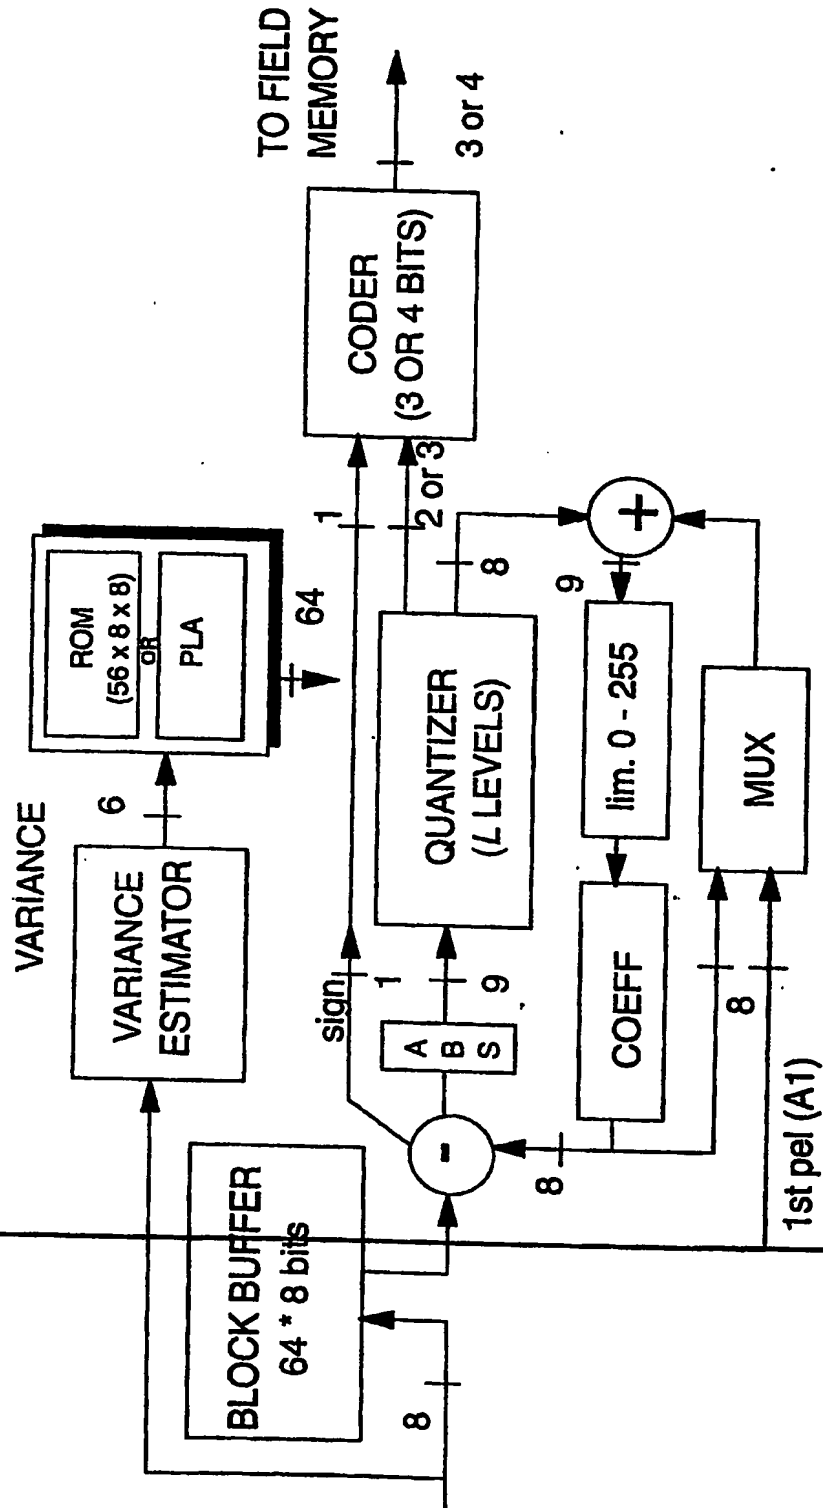 VARIANCE
VARIANCE
ESTIMATOR
6
ROM
(56 x 8 x 8)
OR
PLA
64
TO FIELD
MEMORY
BLOCK BUFFER
64 * 8 bits
8
sign
1
1
A
B
S
9
-
QUANTIZER
(L LEVELS)
2 or 3
8
CODER
(3 OR 4 BITS)
3 or 4
8
COEFF
lim. 0 - 255
9
+
8
MUX
1st pel (A1)